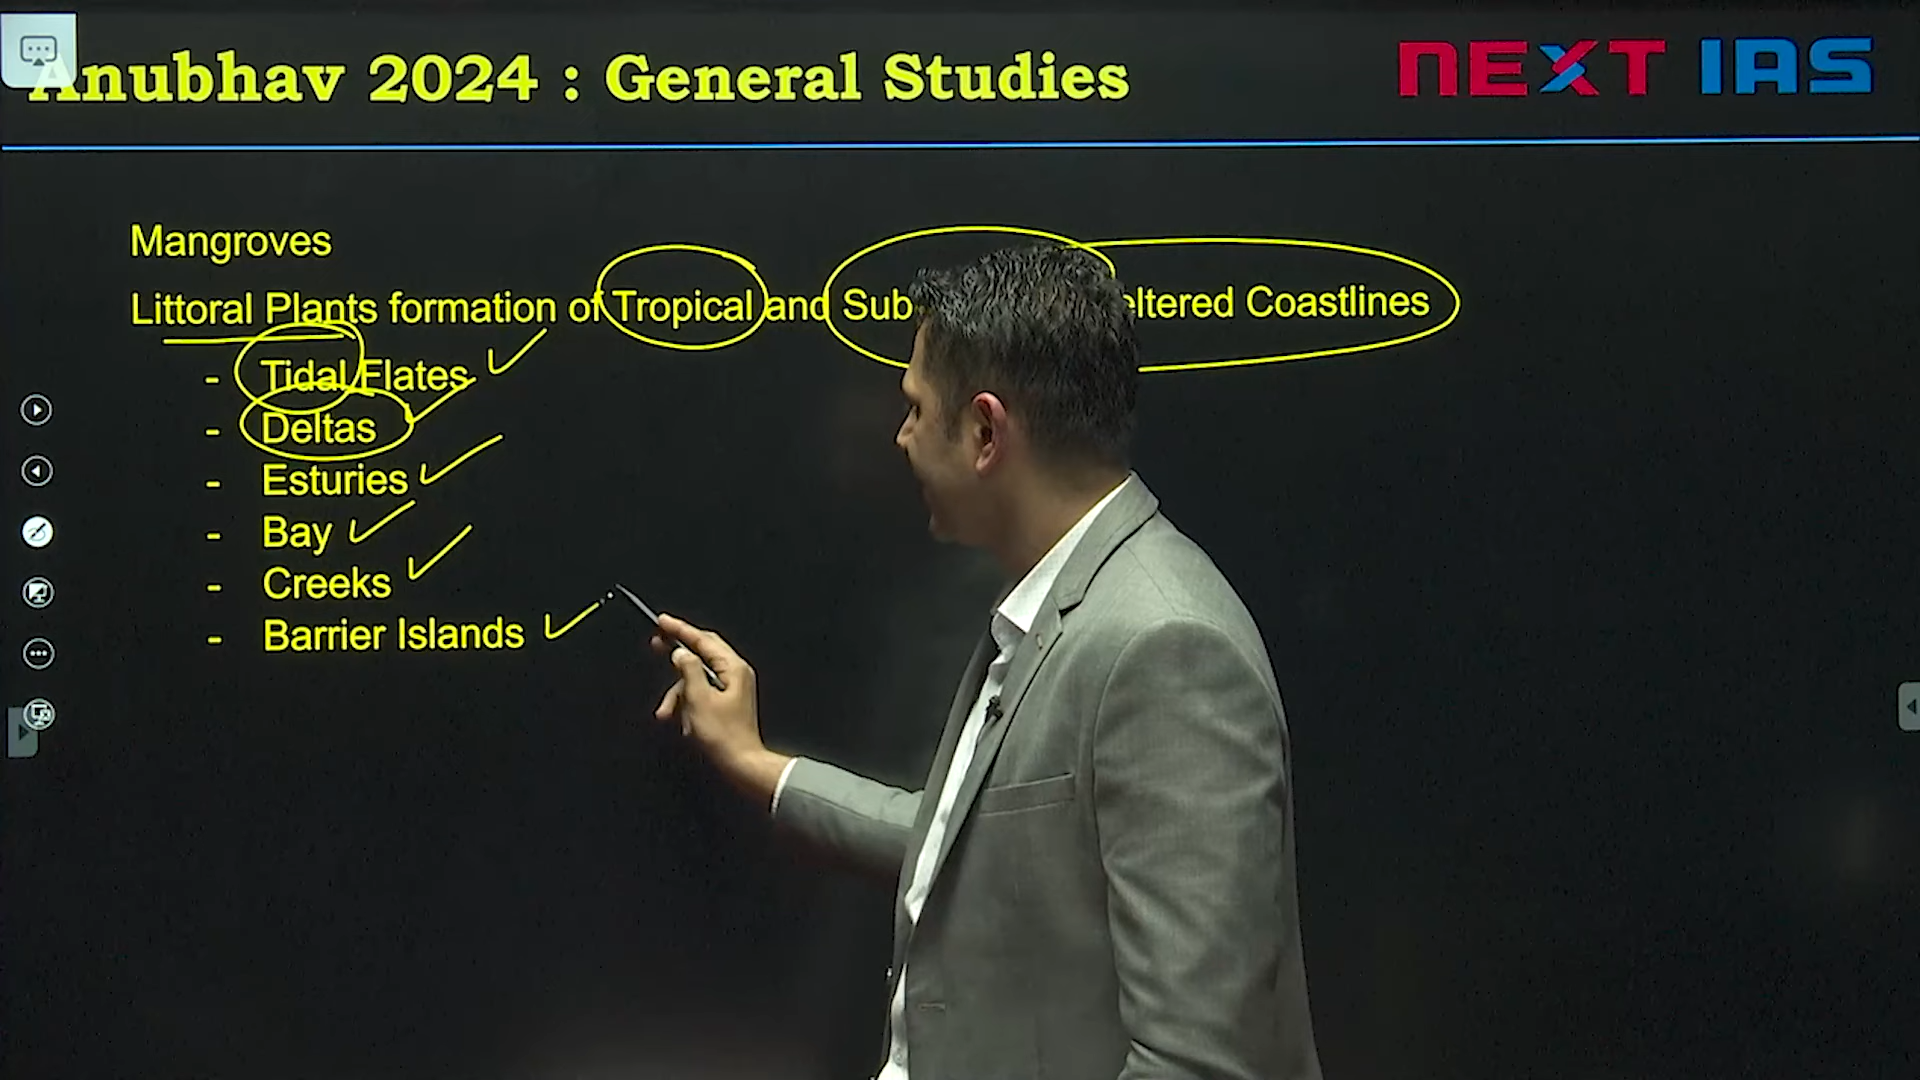 Anubhav 2024 : General Studies
NEXT IAS
Mangroves
Littoral Plants formation of Tropical and Sub eltered Coastlines
- Tidal Flates
- Deltas
- Esturies
- Bay
- Creeks
- Barrier Islands